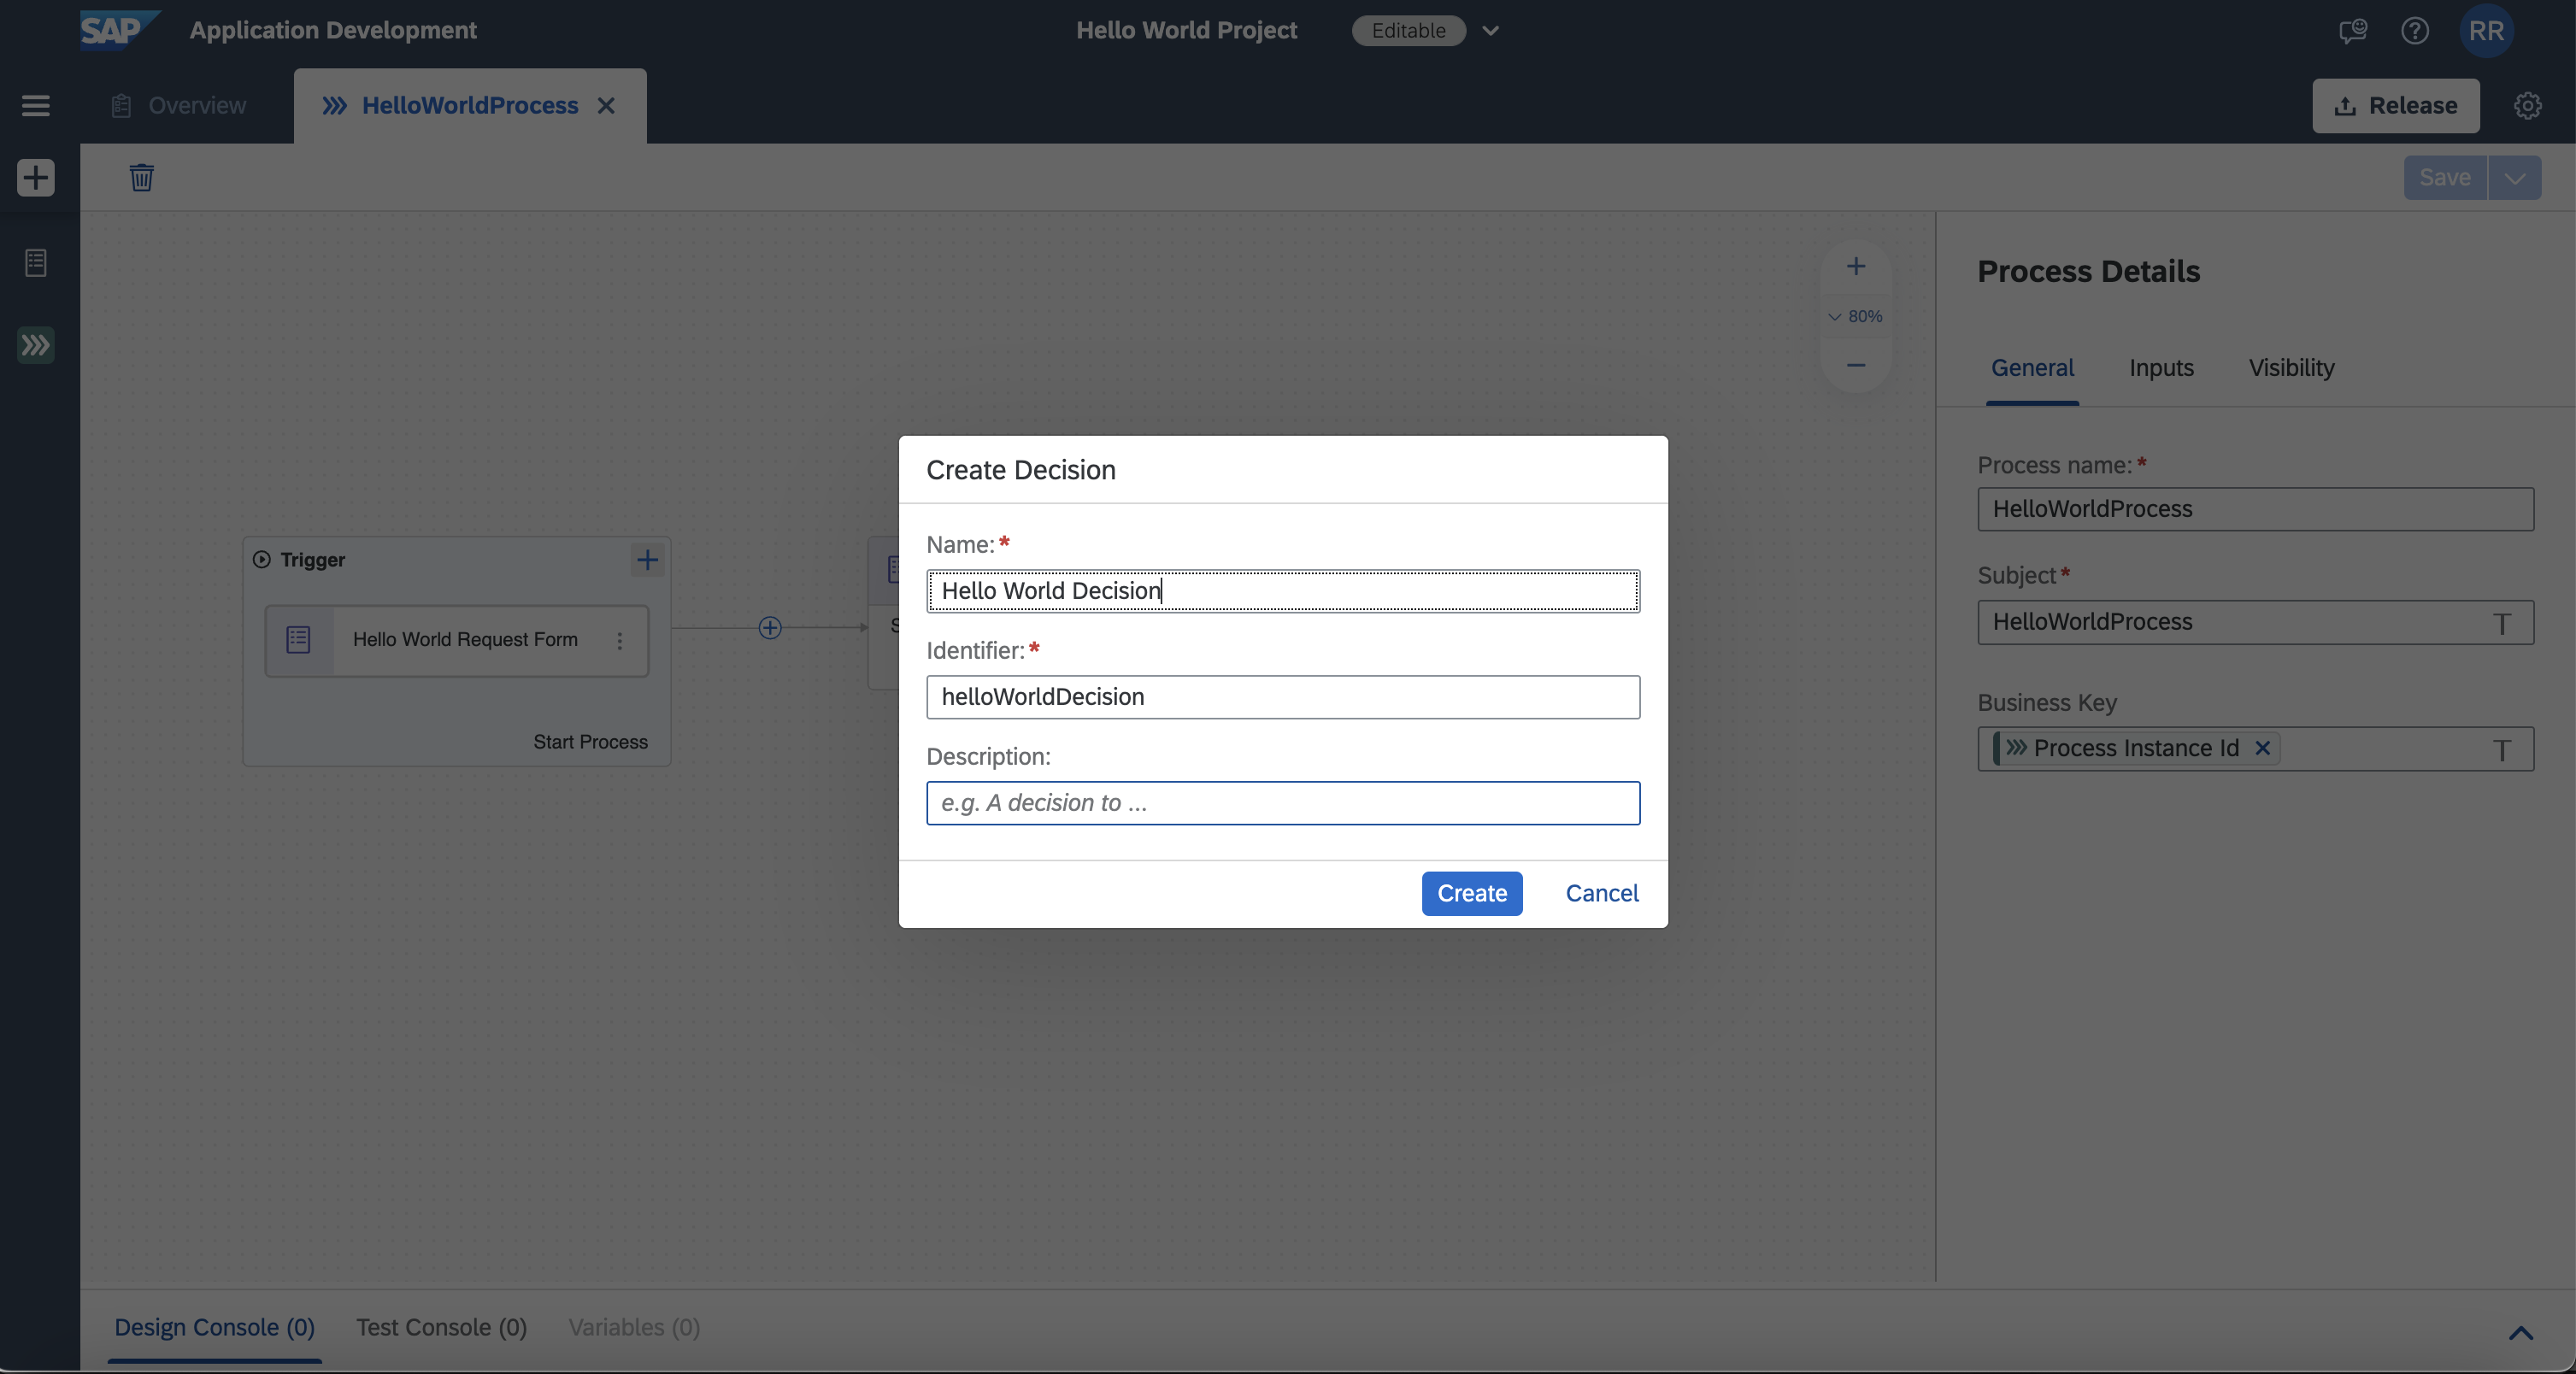 SAP Application Development Hello World Project Editable RR
Overview HelloWorldProcess Release
Save
80%
Process Details
General Inputs Visibility
Process name:*
HelloWorldProcess
Subject*
HelloWorldProcess T
Business Key
Process Instance Id T
Trigger
Hello World Request Form
S
Start Process
Create Decision
Name:*
Hello World Decision
Identifier:*
helloWorldDecision
Description:
e.g. A decision to ...
Create Cancel
Design Console (0) Test Console (0) Variables (0)